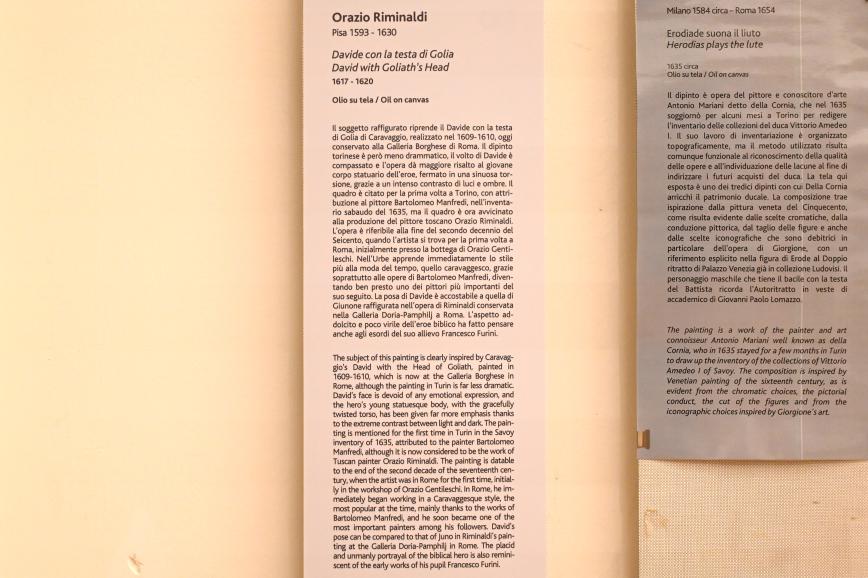 Orazio Riminaldi
Pisa 1593 - 1630
Davide con la testa di Golia
David with Goliath's Head
1617 - 1620
Olio su tela / Oil on canvas
Il soggetto raffigurato riprende il Davide con la testa
di Golia di Caravaggio, realizzato nel 1609-1610, oggi
conservato alla Galleria Borghese di Roma. Il dipinto
torinese è però meno drammatico, il volto di Davide è
compassato e l'opera dà maggiore risalto al giovane
corpo statuario dell'eroe, fermato in una sinuosa tor-
sione, grazie a un intenso contrasto di luci e ombre. Il
quadro è citato per la prima volta a Torino, con attri-
buzione al pittore Bartolomeo Manfredi, nell'inventa-
rio sabaudo del 1635, ma il quadro è ora avvicinato
alla produzione del pittore toscano Orazio Riminaldi.
L'opera è riferibile alla fine del secondo decennio del
Seicento, quando l'artista si trova per la prima volta a
Roma, inizialmente presso la bottega di Orazio Genti-
leschi. Nell'Urbe apprende immediatamente lo stile
più alla moda del tempo, quello caravaggesco, grazie
soprattutto alle opere di Bartolomeo Manfredi, diven-
tando ben presto uno dei pittori più importanti del
suo seguito. La posa di Davide è accostabile a quella di
Giunone raffigurata nell'opera di Riminaldi conservata
nella Galleria Doria-Pamphilj a Roma. L'aspetto ad-
dolcito e poco virile dell'eroe biblico ha fatto pensare
anche agli esordi del suo allievo Francesco Furini.
The subject of this painting is clearly inspired by Caravag-
gio's David with the Head of Goliath, painted in
1609-1610, which is now at the Galleria Borghese in
Rome, although the painting in Turin is far less dramatic.
David's face is devoid of any emotional expression, and
the hero's young statuesque body, with the gracefully
twisted torso, has been given far more emphasis thanks
to the extreme contrast between light and dark. The pain-
ting is mentioned for the first time in Turin in the Savoy
inventory of 1635, attributed to the painter Bartolomeo
Manfredi, although it is now considered to be the work of
Tuscan painter Orazio Riminaldi. The painting is datable
to the end of the second decade of the seventeenth cen-
tury, when the artist was in Rome for the first time, initial-
ly in the workshop of Orazio Gentileschi. In Rome, he im-
mediately began working in a Caravaggesque style, the
most popular at the time, mainly thanks to the works of
Bartolomeo Manfredi, and he soon became one of the
most important painters among his followers. David's
pose can be compared to that of Juno in Riminaldi's pain-
ting at the Galleria Doria-Pamphilj in Rome. The placid
and unmanly portrayal of the biblical hero is also remini-
scent of the early works of his pupil Francesco Furini.
Milano 1584 circa – Roma 1654
Erodiade suona il liuto
Herodias plays the lute
1635 circa
Olio su tela / Oil on canvas
Il dipinto è opera del pittore e conoscitore d'arte
Antonio Mariani detto della Cornia, che nel 1635
soggiornò per alcuni mesi a Torino per redigere
l'inventario delle collezioni del duca Vittorio Amedeo
I. Il suo lavoro di inventariazione è organizzato
topograficamente, ma il metodo utilizzato risulta
comunque funzionale al riconoscimento della qualità
delle opere e all'individuazione delle lacune al fine di
indirizzare i futuri acquisti del duca. La tela qui
esposta è uno dei tredici dipinti con cui Della Cornia
arricchì il patrimonio ducale. La composizione trae
ispirazione dalla pittura veneta del Cinquecento,
come risulta evidente dalle scelte cromatiche, dalla
conduzione pittorica, dal taglio delle figure e anche
dalle scelte iconografiche che sono debitrici in
particolare dell'opera di Giorgione, con un
riferimento esplicito nella figura di Erode al Doppio
ritratto di Palazzo Venezia già in collezione Ludovisi. Il
personaggio maschile che tiene il bacile con la testa
del Battista ricorda l'Autoritratto in veste di
accademico di Giovanni Paolo Lomazzo.
The painting is a work of the painter and art
connoisseur Antonio Mariani well known as della
Cornia, who in 1635 stayed for a few months in Turin
to draw up the inventory of the collections of Vittorio
Amedeo I of Savoy. The composition is inspired by
Venetian painting of the sixteenth century, as is
evident from the chromatic choices, the pictorial
conduct, the cut of the figures and from the
iconographic choices inspired by Giorgione's art.